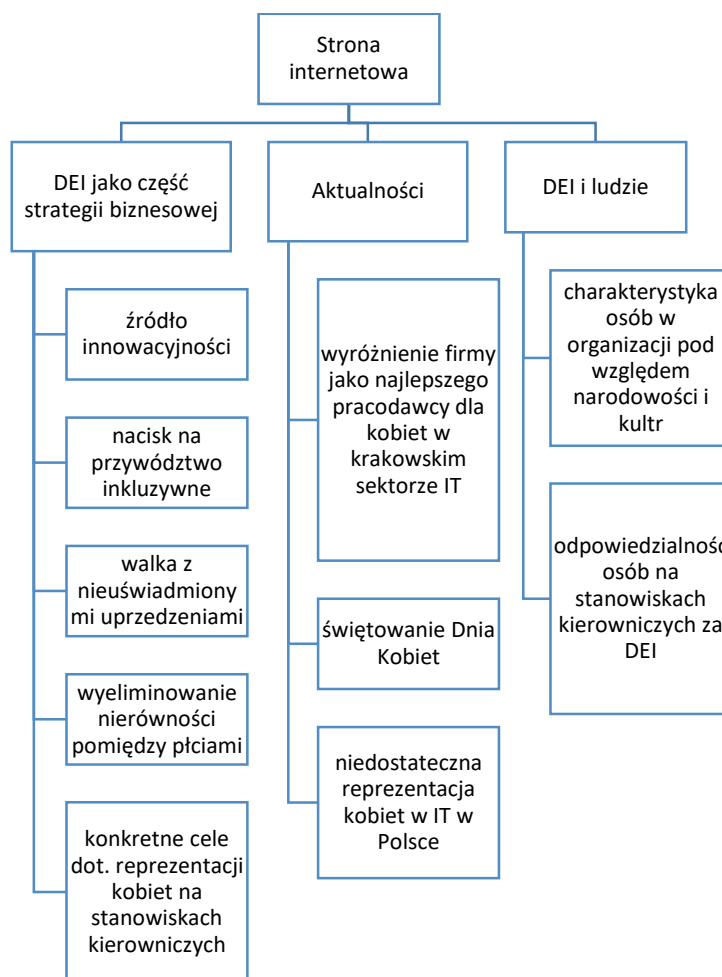 Strona
internetowa
DEI jako część
strategii biznesowej
źródło
innowacyjności
nacisk na
przywództwo
inkluzywne
walka z
nieuświadmiony
mi uprzedzeniami
wyeliminowanie
nierówności
pomiędzy płciami
konkretne cele
dot. reprezentacji
kobiet na
stanowiskach
kierowniczych
Aktualności
wyróżnienie firmy
jako najlepszego
pracodawcy dla
kobiet w
krakowskim
sektorze IT
świętowanie Dnia
Kobiet
niedostateczna
reprezentacja
kobiet w IT w
Polsce
DEI i ludzie
charakterystyka
osób w
organizacji pod
względem
narodowości i
kultr
odpowiedzialność
osób na
stanowiskach
kierowniczych za
DEI